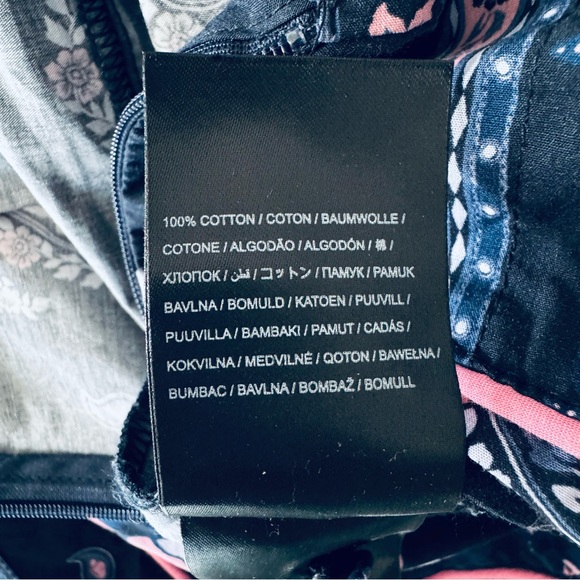 100% COTTON / COTON / BAUMWOLLE /
COTONE / ALGODÃO / ALGODÓN / 棉 /
ХЛОПОК / قطن / コットン / ПАМУК / PAMUK
BAVLNA / BOMULD / KATOEN / PUUVILL /
PUUVILLA / BAMBAKI / PAMUT / CADÁS /
KOKVILNA / MEDVILNĖ / QOTON / BAWEŁNA /
BUMBAC / BAVLNA / BOMBAŽ / BOMULL